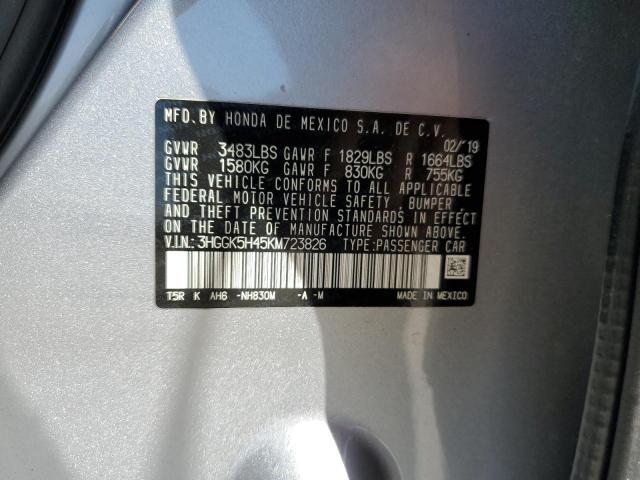 MFD. BY HONDA DE MEXICO S.A. DE C.V.
02/19
GVWR 3483LBS GAWR F 1829LBS R 1664LBS
GVWR 1580KG GAWR F 830KG R 755KG
THIS VEHICLE CONFORMS TO ALL APPLICABLE
FEDERAL MOTOR VEHICLE SAFETY BUMPER
AND THEFT PREVENTION STANDARDS IN EFFECT
ON THE DATE OF MANUFACTURE SHOWN ABOVE.
V.I.N.: 3HGGK5H45KM723826 TYPE: PASSENGER CAR
T5R K AH6 -NH830M -A -M MADE IN MEXICO